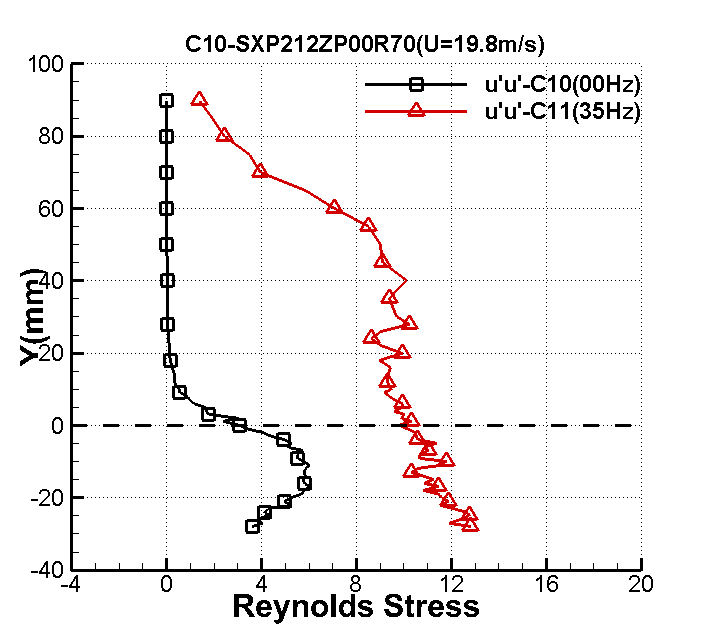 C10-SXP212ZP00R70(U=19.8m/s)
u'u'-C10(00Hz)
u'u'-C11(35Hz)
100
80
60
40
20
0
-20
-40
Y(mm)
-4 0 4 8 12 16 20
Reynolds Stress